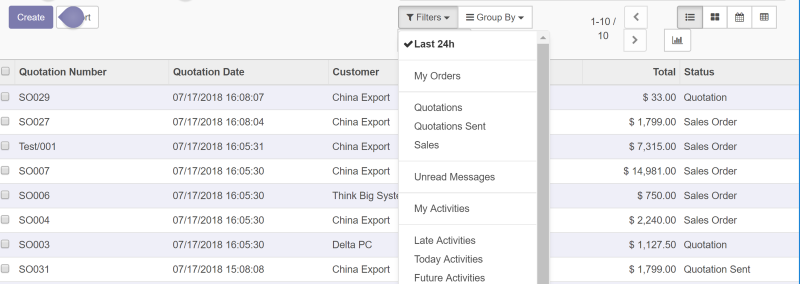 Create
Filters Group By
1-10 /
10
Last 24h
My Orders
Quotations
Quotations Sent
Sales
Unread Messages
My Activities
Late Activities
Today Activities
Future Activities
Quotation Number Quotation Date Customer Total Status
SO029 07/17/2018 16:08:07 China Export $ 33.00 Quotation
SO027 07/17/2018 16:08:04 China Export $ 1,799.00 Sales Order
Test/001 07/17/2018 16:05:31 China Export $ 7,315.00 Sales Order
SO007 07/17/2018 16:05:30 China Export $ 14,981.00 Sales Order
SO006 07/17/2018 16:05:30 Think Big $ 750.00 Sales Order
SO004 07/17/2018 16:05:30 China Export $ 2,240.00 Sales Order
SO003 07/17/2018 16:05:30 Delta PC $ 1,127.50 Quotation
SO031 07/17/2018 15:08:08 China Export $ 1,799.00 Quotation Sent